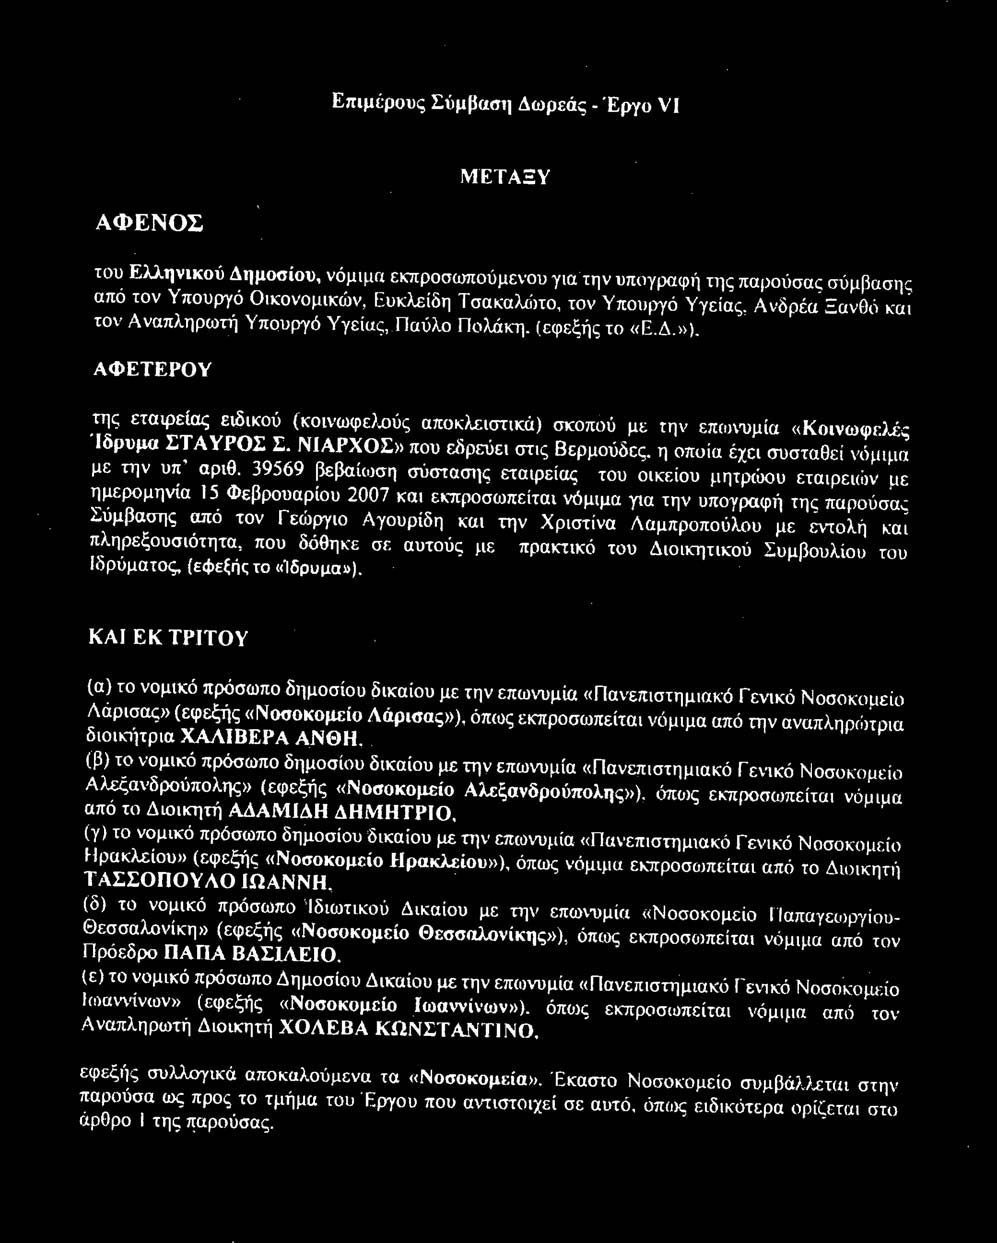 Επιμέρους Σύμβαση Δωρεάς - Έργο VI
ΜΕΤΑΞΥ
ΑΦΕΝΟΣ
του Ελληνικού Δημοσίου, νόμιμα εκπροσωπούμενου για την υπογραφή της παρούσας σύμβασης
από τον Υπουργό Οικονομικών, Ευκλείδη Τσακαλώτο, τον Υπουργό Υγείας, Ανδρέα Ξανθό και
τον Αναπληρωτή Υπουργό Υγείας, Παύλο Πολάκη. (εφεξής το «Ε.Δ.»).
ΑΦΕΤΕΡΟΥ
της εταιρείας ειδικού (κοινωφελούς αποκλειστικά) σκοπού με την επωνυμία «Κοινωφελές
Ίδρυμα ΣΤΑΥΡΟΣ Σ. ΝΙΑΡΧΟΣ» που εδρεύει στις Βερμούδες, η οποία έχει συσταθεί νόμιμα
με την υπ' αριθ. 39569 βεβαίωση σύστασης εταιρείας του οικείου μητρώου εταιρειών με
ημερομηνία 15 Φεβρουαρίου 2007 και εκπροσωπείται νόμιμα για την υπογραφή της παρούσας
Σύμβασης από τον Γεώργιο Αγουρίδη και την Χριστίνα Λαμπροπούλου με εντολή και
πληρεξουσιότητα, που δόθηκε σε αυτούς με πρακτικό του Διοικητικού Συμβουλίου του
Ιδρύματος, (εφεξής το «Ίδρυμα»).
ΚΑΙ ΕΚ ΤΡΙΤΟΥ
(α) το νομικό πρόσωπο δημοσίου δικαίου με την επωνυμία «Πανεπιστημιακό Γενικό Νοσοκομείο
Λάρισας» (εφεξής «Νοσοκομείο Λάρισας»), όπως εκπροσωπείται νόμιμα από την αναπληρώτρια
διοικήτρια ΧΑΛΙΒΕΡΑ ΑΝΘΗ,
(β) το νομικό πρόσωπο δημοσίου δικαίου με την επωνυμία «Πανεπιστημιακό Γενικό Νοσοκομείο
Αλεξανδρούπολης» (εφεξής «Νοσοκομείο Αλεξανδρούπολης»), όπως εκπροσωπείται νόμιμα
από το Διοικητή ΑΔΑΜΙΔΗ ΔΗΜΗΤΡΙΟ,
(γ) το νομικό πρόσωπο δημοσίου δικαίου με την επωνυμία «Πανεπιστημιακό Γενικό Νοσοκομείο
Ηρακλείου» (εφεξής «Νοσοκομείο Ηρακλείου»), όπως νόμιμα εκπροσωπείται από το Διοικητή
ΤΑΣΣΟΠΟΥΛΟ ΙΩΑΝΝΗ,
(δ) το νομικό πρόσωπο Ιδιωτικού Δικαίου με την επωνυμία «Νοσοκομείο Παπαγεωργίου-
Θεσσαλονίκη» (εφεξής «Νοσοκομείο Θεσσαλονίκης»), όπως εκπροσωπείται νόμιμα από τον
Πρόεδρο ΠΑΠΑ ΒΑΣΙΛΕΙΟ,
(ε) το νομικό πρόσωπο Δημοσίου Δικαίου με την επωνυμία «Πανεπιστημιακό Γενικό Νοσοκομείο
Ιωαννίνων» (εφεξής «Νοσοκομείο Ιωαννίνων»), όπως εκπροσωπείται νόμιμα από τον
Αναπληρωτή Διοικητή ΧΟΛΕΒΑ ΚΩΝΣΤΑΝΤΙΝΟ,
εφεξής συλλογικά αποκαλούμενα τα «Νοσοκομεία». Έκαστο Νοσοκομείο συμβάλλεται στην
παρούσα ως προς το τμήμα του Έργου που αντιστοιχεί σε αυτό, όπως ειδικότερα ορίζεται στο
άρθρο 1 της παρούσας.